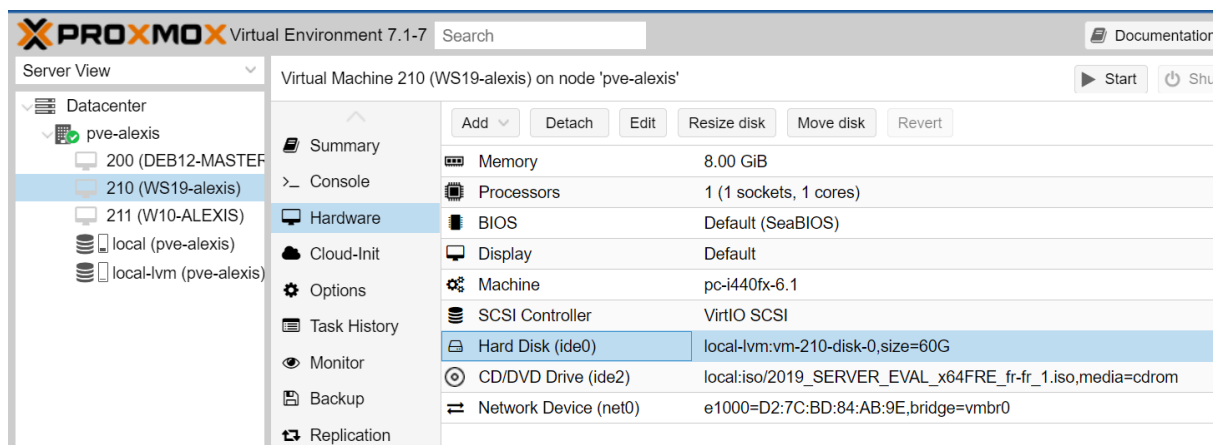 PROXMOX Virtual Environment 7.1-7 Search Documentation
Server View
Virtual Machine 210 (WS19-alexis) on node 'pve-alexis' Start Shu
Datacenter
pve-alexis
200 (DEB12-MASTER
210 (WS19-alexis)
211 (W10-ALEXIS)
local (pve-alexis)
local-lvm (pve-alexis)
Summary
Console
Hardware
Cloud-Init
Options
Task History
Monitor
Backup
Replication
Add Detach Edit Resize disk Move disk Revert
Memory 8.00 GiB
Processors 1 (1 sockets, 1 cores)
BIOS Default (SeaBIOS)
Display Default
Machine pc-i440fx-6.1
SCSI Controller VirtIO SCSI
Hard Disk (ide0) local-lvm:vm-210-disk-0,size=60G
CD/DVD Drive (ide2) local:iso/2019_SERVER_EVAL_x64FRE_fr-fr_1.iso,media=cdrom
Network Device (net0) e1000=D2:7C:BD:84:AB:9E,bridge=vmbr0